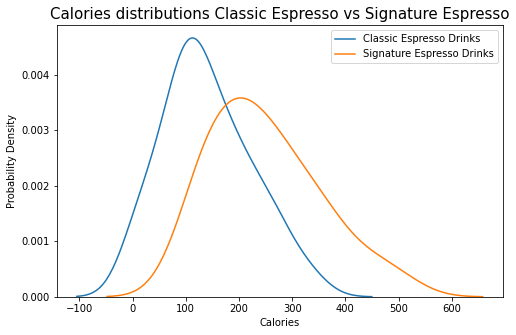 Calories distributions Classic Espresso vs Signature Espresso
Classic Espresso Drinks
Signature Espresso Drinks
Probability Density
0.004
0.003
0.002
0.001
0.000
−100 0 100 200 300 400 500 600
Calories